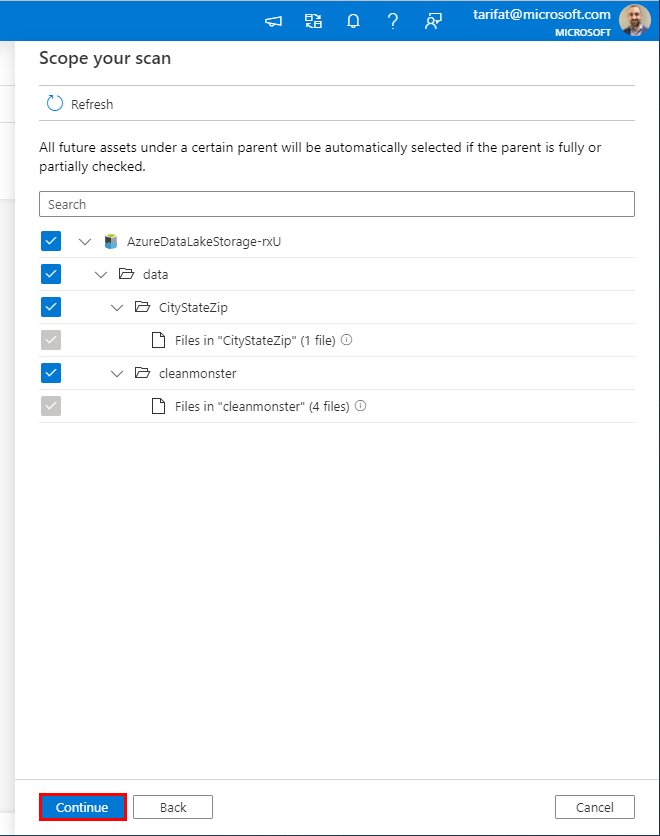 tarifat@microsoft.com
MICROSOFT
Scope your scan
Refresh
All future assets under a certain parent will be automatically selected if the parent is fully or
partially checked.
Search
AzureDataLakeStorage-rxU
data
CityStateZip
Files in "CityStateZip" (1 file)
cleanmonster
Files in "cleanmonster" (4 files)
Continue
Back
Cancel